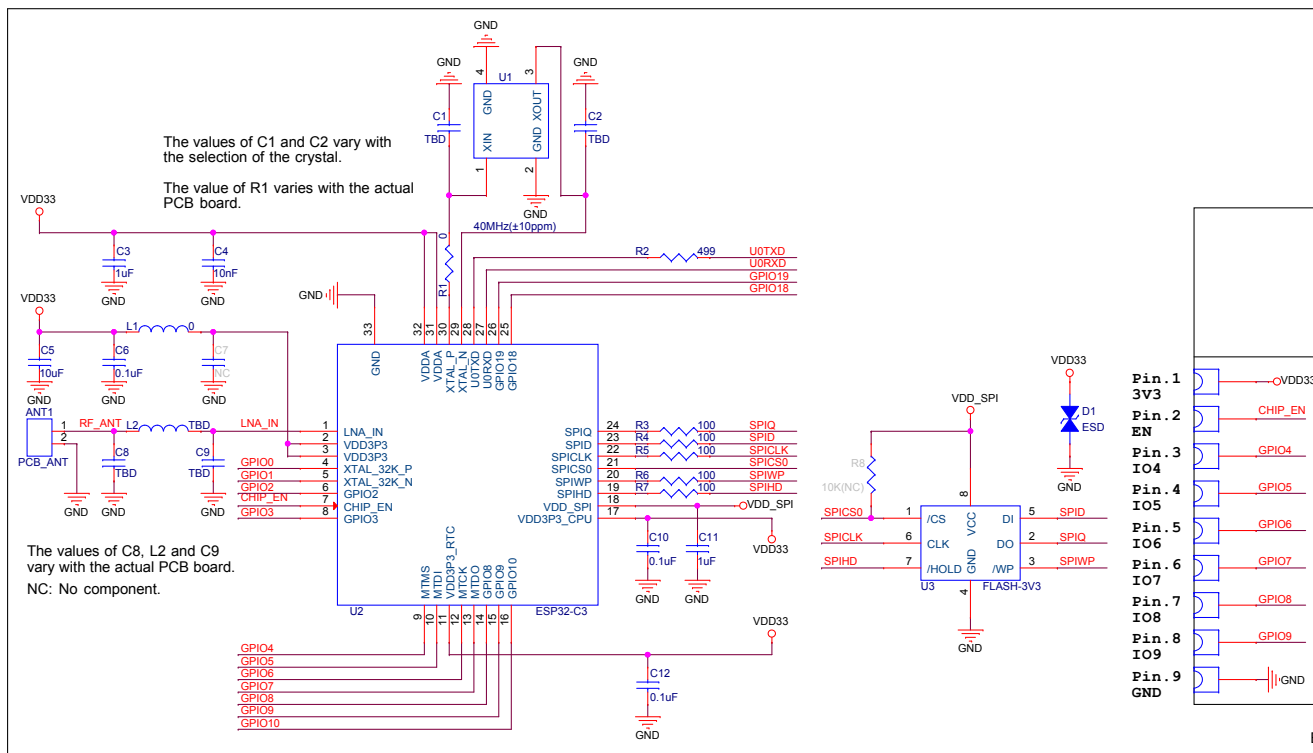 GND
GND
GND
U1
4
3
GND
XOUT
XIN
GND
1
2
C1
TBD
C2
TBD
GND
40MHz(±10ppm)
The values of C1 and C2 vary with
the selection of the crystal.
The value of R1 varies with the actual
PCB board.
VDD33
C3
1uF
GND
C4
10nF
GND
0
R1
R2
499
U0TXD
U0RXD
GPIO19
GPIO18
VDD33
L1
0
C5
10uF
GND
C6
0.1uF
GND
C7
NC
GND
GND
33
32
31
30
29
28
27
26
25
GND
VDDA
VDDA
XTAL_P
XTAL_N
U0TXD
U0RXD
GPIO19
GPIO18
ANT1
1
2
PCB_ANT
RF_ANT
L2
TBD
LNA_IN
C8
TBD
C9
TBD
GND
GND
GND
GPIO0
GPIO1
GPIO2
CHIP_EN
GPIO3
1
2
3
4
5
6
7
8
LNA_IN
VDD3P3
VDD3P3
XTAL_32K_P
XTAL_32K_N
GPIO2
CHIP_EN
GPIO3
SPIQ
SPID
SPICLK
SPICS0
SPIWP
SPIHD
VDD_SPI
VDD3P3_CPU
24
23
22
21
20
19
18
17
R3
100
SPIQ
R4
100
SPID
R5
100
SPICLK
SPICS0
R6
100
SPIWP
R7
100
SPIHD
VDD_SPI
C10
0.1uF
GND
C11
1uF
GND
VDD33
The values of C8, L2 and C9
vary with the actual PCB board.
NC: No component.
MTMS
MTDI
VDD3P3_RTC
MTCK
MTDO
GPIO8
GPIO9
GPIO10
U2
ESP32-C3
9
10
11
12
13
14
15
16
GPIO4
GPIO5
GPIO6
GPIO7
GPIO8
GPIO9
GPIO10
VDD33
C12
0.1uF
GND
VDD_SPI
R8
10K(NC)
SPICS0
SPICLK
SPIHD
1
6
7
/CS
CLK
/HOLD
8
VCC
GND
4
DI
DO
/WP
5
2
3
SPID
SPIQ
SPIWP
U3
FLASH-3V3
GND
VDD33
D1
ESD
GND
Pin.1
3V3
VDD33
Pin.2
EN
CHIP_EN
Pin.3
IO4
GPIO4
Pin.4
IO5
GPIO5
Pin.5
IO6
GPIO6
Pin.6
IO7
GPIO7
Pin.7
IO8
GPIO8
Pin.8
IO9
GPIO9
Pin.9
GND
GND